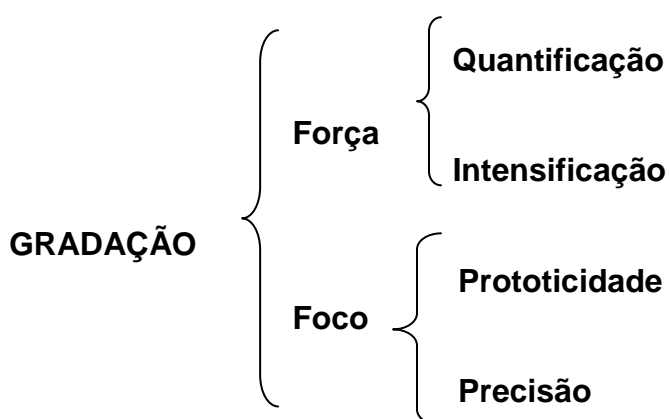 Quantificação
Força
Intensificação
GRADAÇÃO
Prototicidade
Foco
Precisão